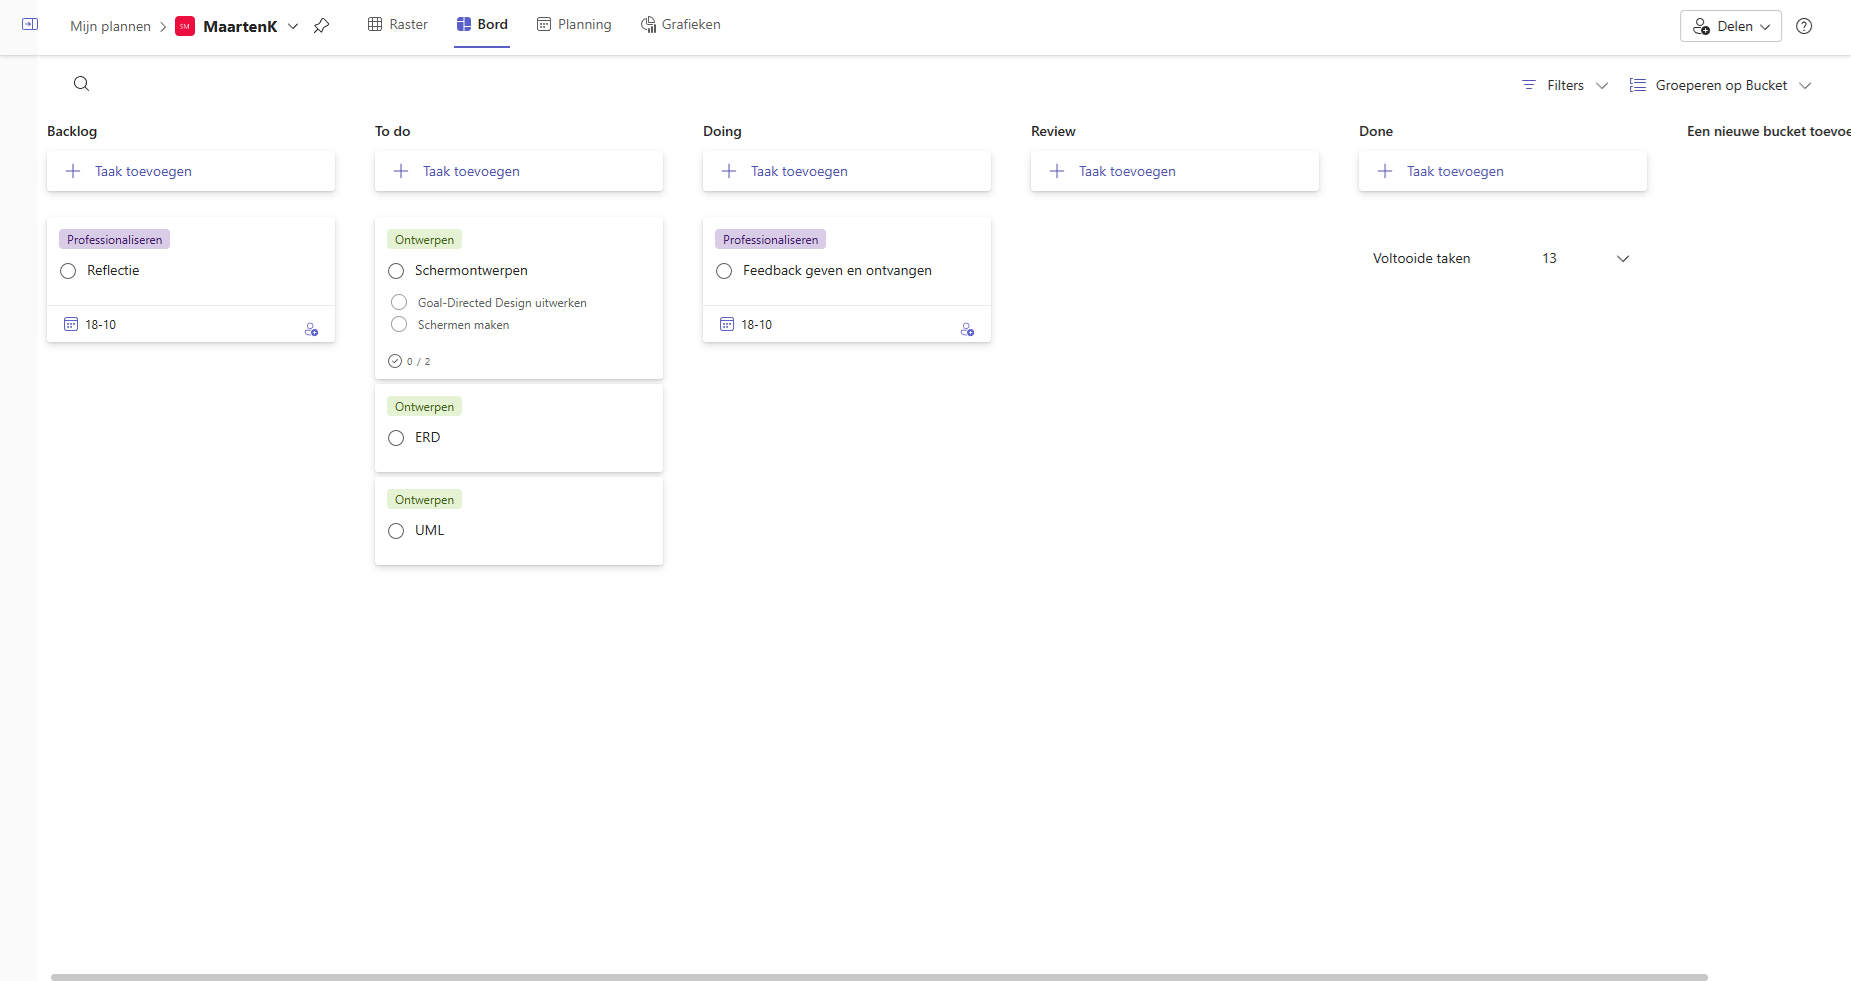 Mijn plannen
SM
MaartenK
Raster
Bord
Planning
Grafieken
Delen
Filters
Groeperen op Bucket
Backlog
Taak toevoegen
Professionaliseren
Reflectie
18-10
To do
Taak toevoegen
Ontwerpen
Schermontwerpen
Goal-Directed Design uitwerken
Schermen maken
0 / 2
Ontwerpen
ERD
Ontwerpen
UML
Doing
Taak toevoegen
Professionaliseren
Feedback geven en ontvangen
18-10
Review
Taak toevoegen
Done
Taak toevoegen
Voltooide taken 13
Een nieuwe bucket toevoe